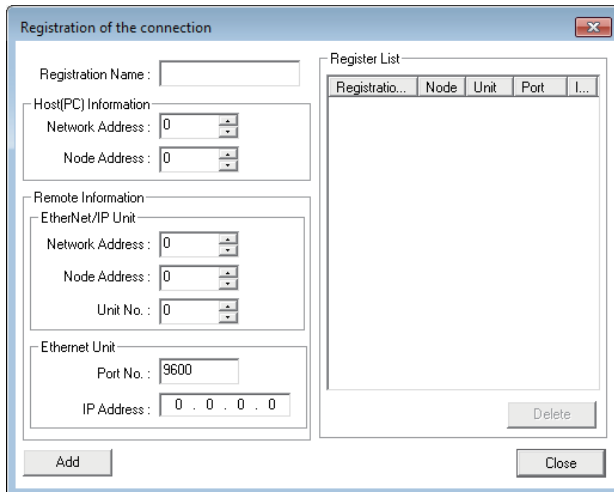 Registration of the connection
Registration Name :
Host(PC) Information
Network Address : 0
Node Address : 0
Remote Information
EtherNet/IP Unit
Network Address : 0
Node Address : 0
Unit No. : 0
Ethernet Unit
Port No. : 9600
IP Address : 0 . 0 . 0 . 0
Add
Register List
Registratio... Node Unit Port I...
Delete
Close